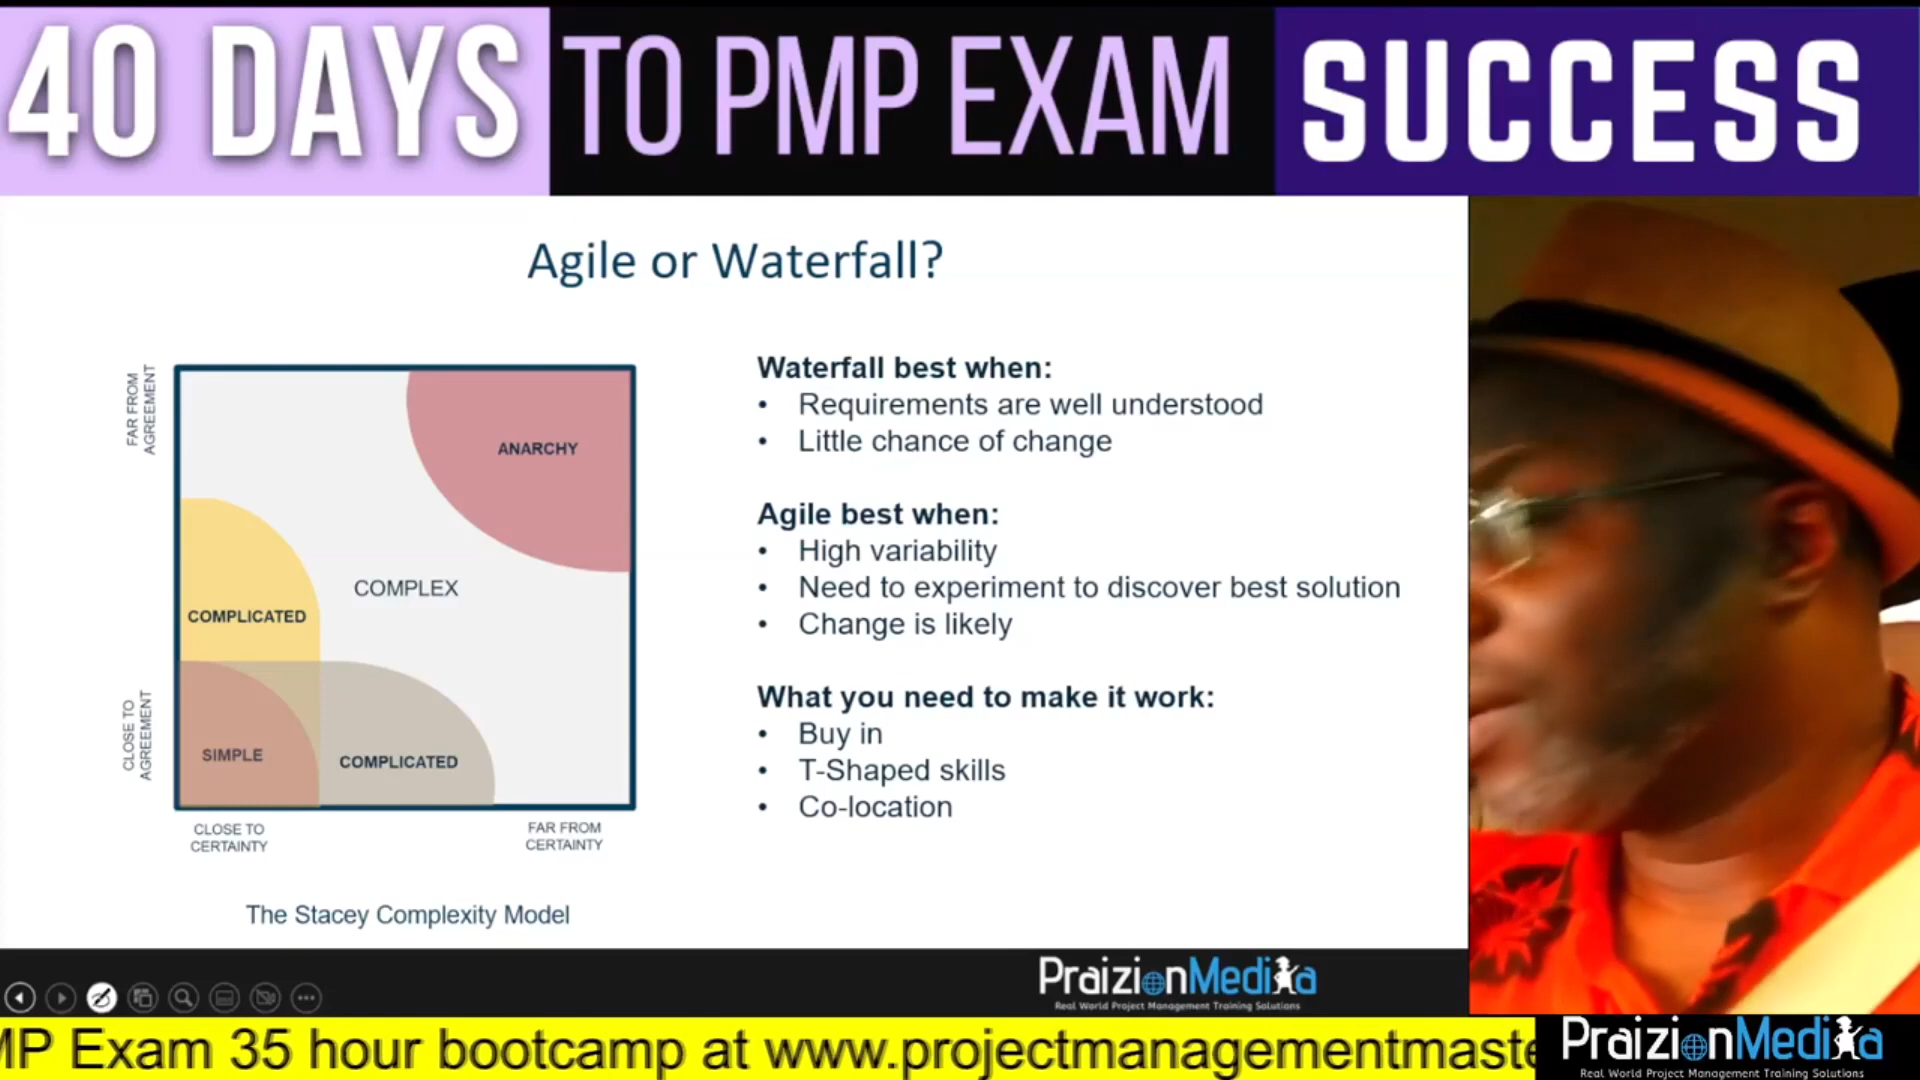 40 DAYS TO PMP EXAM SUCCESS
Agile or Waterfall?
FAR FROM
AGREEMENT
ANARCHY
COMPLEX
COMPLICATED
CLOSE TO
AGREEMENT
SIMPLE
COMPLICATED
CLOSE TO
CERTAINTY
FAR FROM
CERTAINTY
The Stacey Complexity Model
Waterfall best when:
• Requirements are well understood
• Little chance of change
Agile best when:
• High variability
• Need to experiment to discover best solution
• Change is likely
What you need to make it work:
• Buy in
• T-Shaped skills
• Co-location
PraizionMedia
Real World Project Management Training Solutions
MP Exam 35 hour bootcamp at www.projectmanagementmaste
PraizionMedia
Real World Project Management Training Solutions